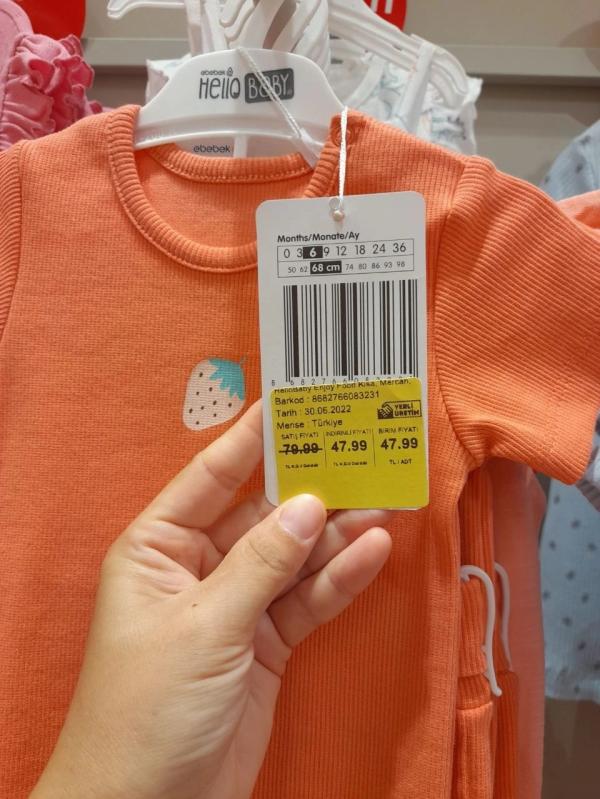 ebebek
Hello BABY
ebebek
Months/Monate/Ay
0 3 6 9 12 18 24 36
50 62 68 cm 74 80 86 93 98
HelloBaby Enjoy Food Kısa, Mercan,
Barkod : 8682766083231
Tarih : 30.06.2022
Menşe : Türkiye
YERLİ ÜRETİM
SATIŞ FİYATI İNDİRİMLİ FİYATI BİRİM FİYATI
79.99 47.99 47.99
TL / ADT